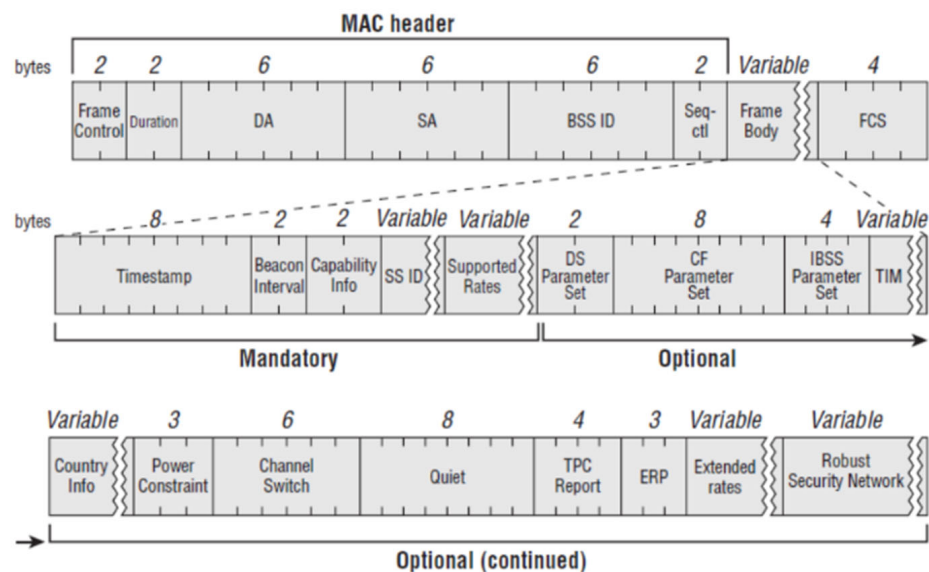 MAC header
bytes 2 2 6 6 6 2 Variable 4
Frame Control Duration DA SA BSS ID Seq-ctl Frame Body FCS
bytes 8 2 2 Variable Variable 2 8 4 Variable
Timestamp Beacon Interval Capability Info SS ID Supported Rates DS Parameter Set CF Parameter Set IBSS Parameter Set TIM
Mandatory Optional
Variable 3 6 8 4 3 Variable Variable
Country Info Power Constraint Channel Switch Quiet TPC Report ERP Extended rates Robust Security Network
Optional (continued)